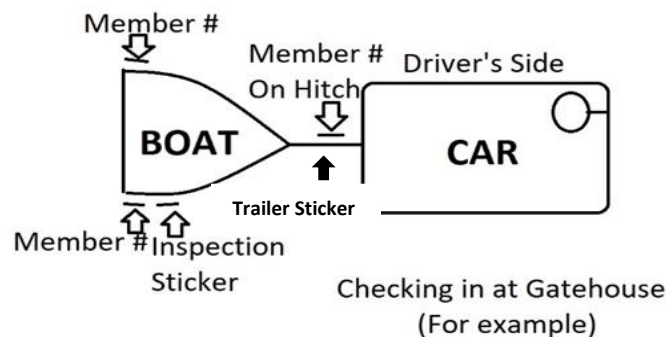 Member #
Member #
On Hitch
Driver's Side
BOAT
CAR
Trailer Sticker
Member #
Inspection
Sticker
Checking in at Gatehouse
(For example)